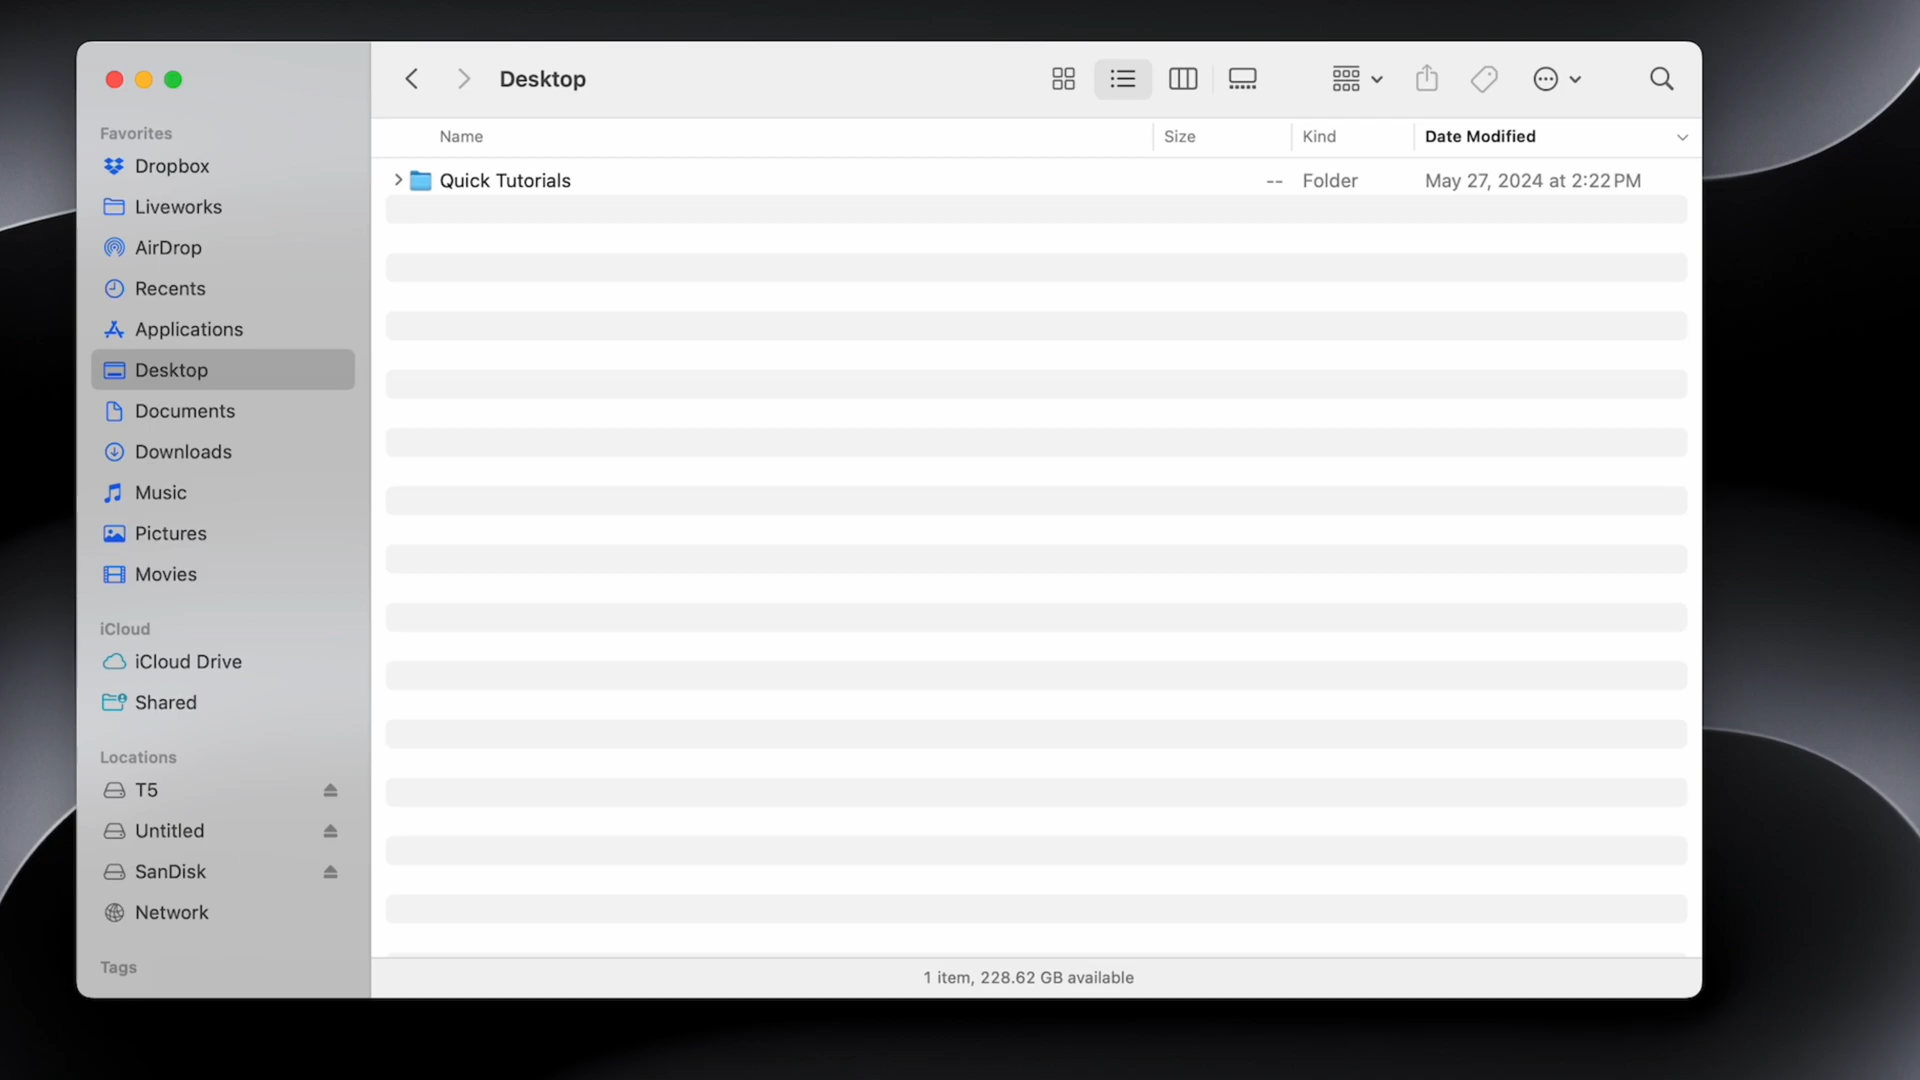 Desktop
Favorites
Dropbox
Liveworks
AirDrop
Recents
Applications
Desktop
Documents
Downloads
Music
Pictures
Movies
iCloud
iCloud Drive
Shared
Locations
T5
Untitled
SanDisk
Network
Tags
Name Size Kind Date Modified
Quick Tutorials -- Folder May 27, 2024 at 2:22 PM
1 item, 228.62 GB available